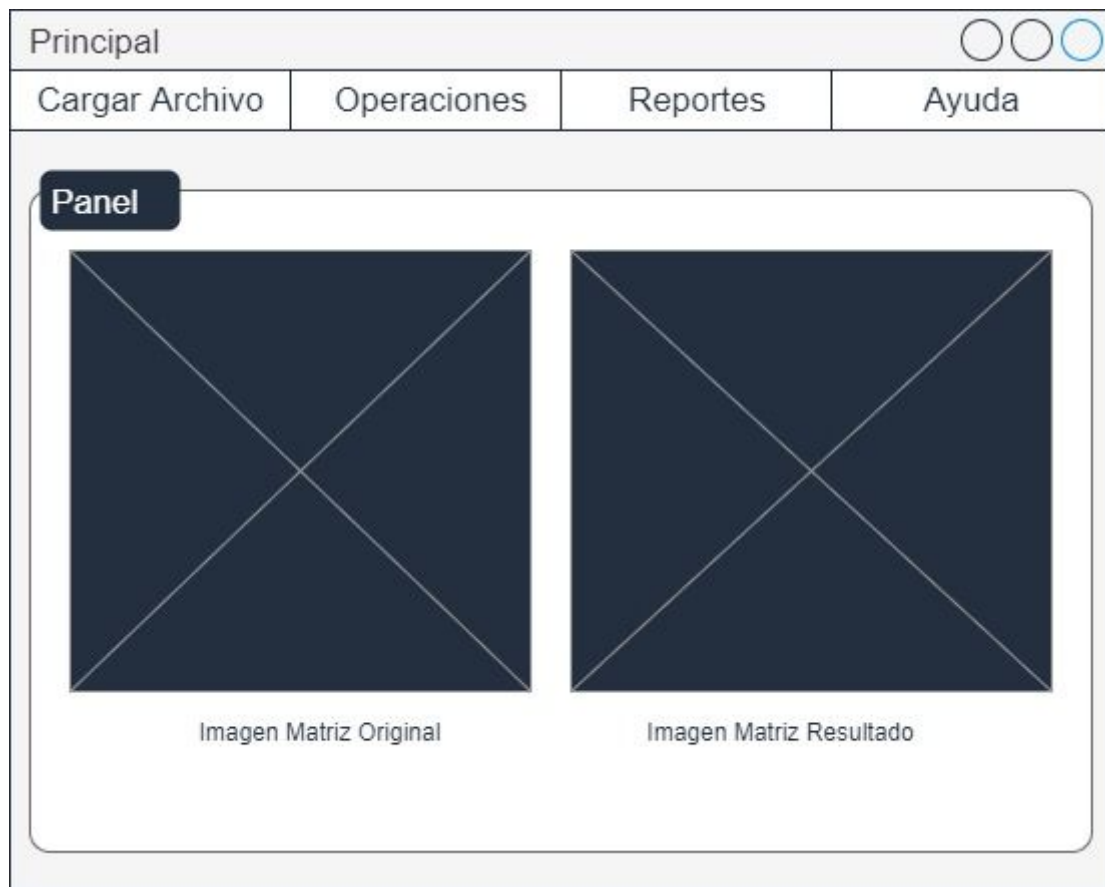 Principal
Cargar Archivo
Operaciones
Reportes
Ayuda
Panel
Imagen Matriz Original
Imagen Matriz Resultado